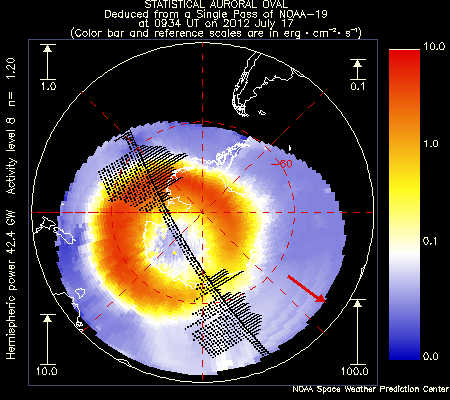 STATISTICAL AURORAL OVAL
Deduced from a Single Pass of NOAA-19
at 0934 UT on 2012 July 17
(Color bar and reference scales are in erg · cm⁻² · s⁻¹)
10.0
1.0
0.1
1.0
-60
0.1
10.0
100.0
0.0
Hemispheric power 42.4 GW Activity level 8 n= 1.20
NOAA Space Weather Prediction Center